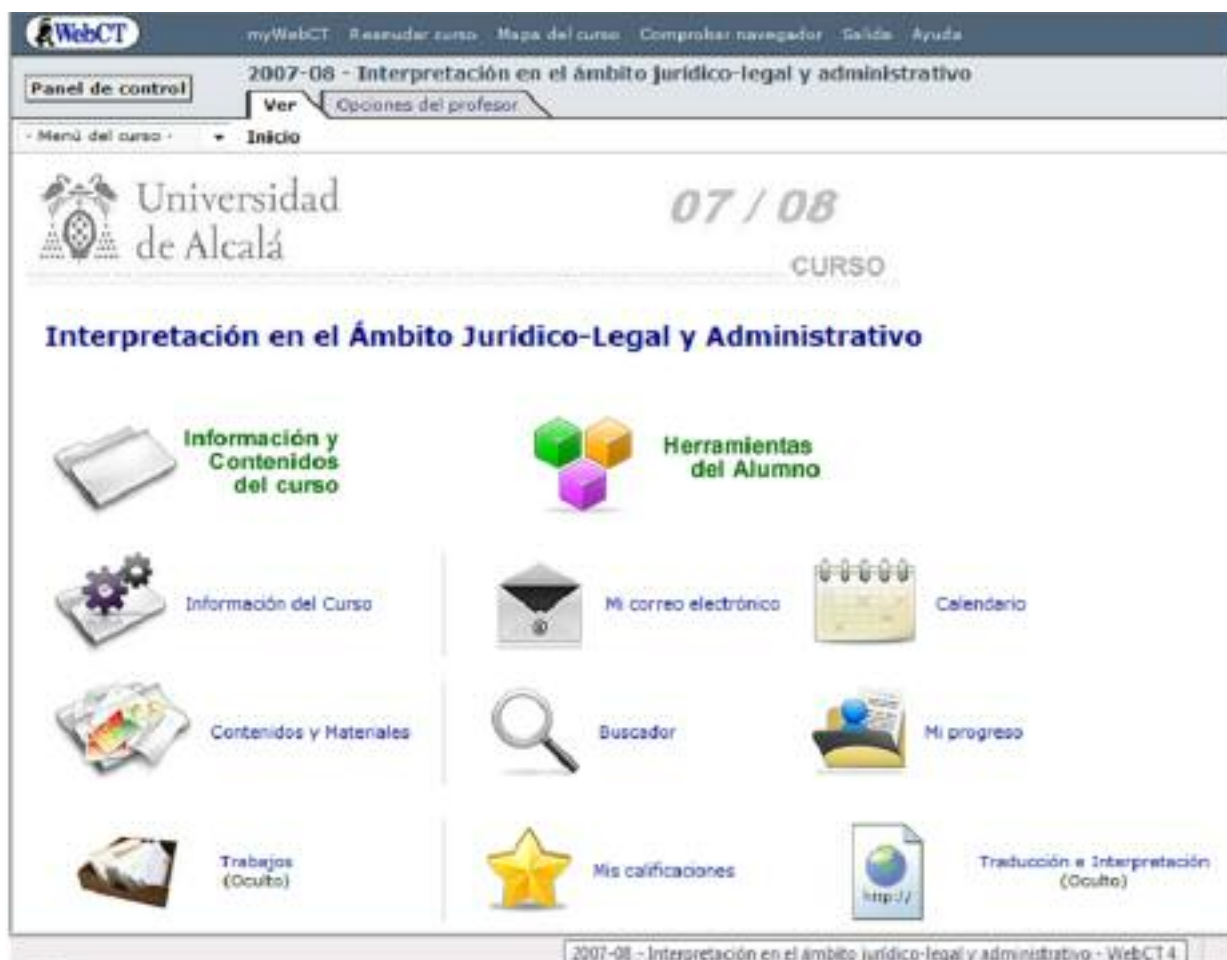 WebCT
myWebCT Reanudar curso Mapa del curso Comprobar navegador Salida Ayuda
Panel de control
2007-08 - Interpretación en el ámbito jurídico-legal y administrativo
Ver Opciones del profesor
- Menú del curso - Inicio
Universidad
de Alcalá
07 / 08
CURSO
Interpretación en el Ámbito Jurídico-Legal y Administrativo
Información y
Contenidos
del curso
Herramientas
del Alumno
Información del Curso
Mi correo electrónico
Calendario
Contenidos y Materiales
Buscador
Mi progreso
Trabajos
(Oculto)
Mis calificaciones
http://
Traducción e Interpretación
(Oculto)
2007-08 - Interpretación en el ámbito jurídico-legal y administrativo - WebCT 4